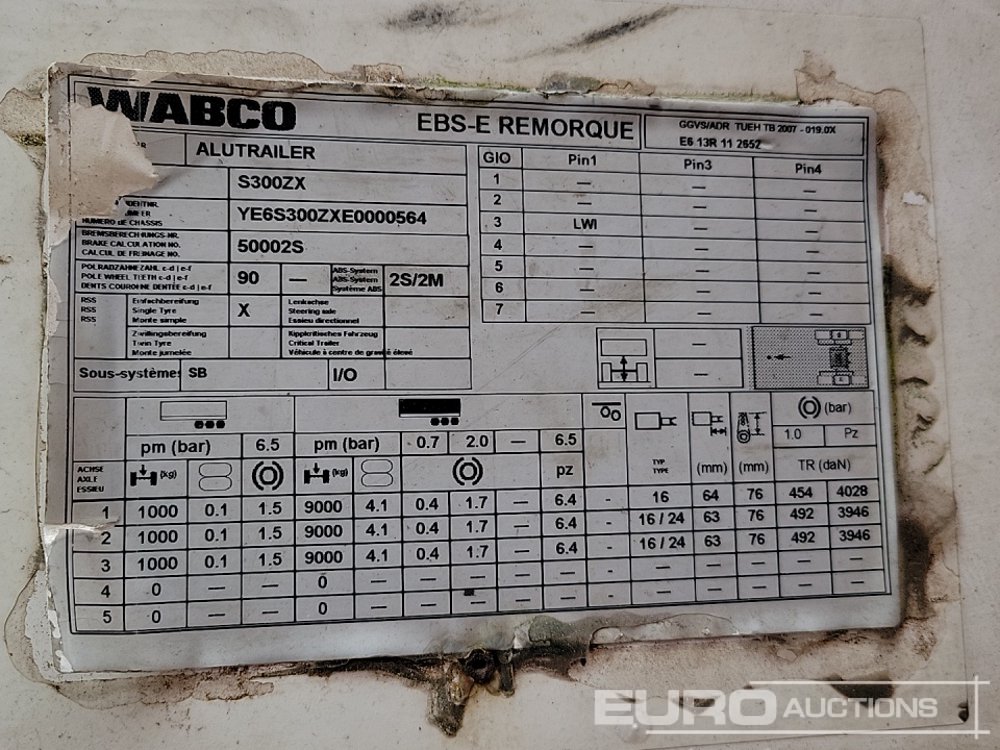 WABCO
EBS-E REMORQUE
GGVS/ADR TUEH TB 2007 - 019.0X
E6 13R 11 2652
ALUTRAILER
S300ZX
YE6S300ZXE0000564
NUMERO DE CHASSIS
BREMSBERECHNUNGS-NR.
BRAKE CALCULATION NO.
CALCUL DE FREINAGE NO.
50002S
POLRADZAHNEZAHL c-d | e-f
POLE WHEEL TEETH c-d | e-f
DENTS COUROHNE DENTÉE c-d | e-f
90 —
ABS-System
ABS-System
Système ABS
2S/2M
RSS Einfachbereifung
RSS Single Tyre
RSS Monte simple
X
Lenkachse
Steering axle
Essieu directionnel
Zwillingsbereifung
Twin Tyre
Monte jumelée
Kippkritisches Fahrzeug
Critical Trailer
Véhicule à centre de gravité élevé
Sous-systèmes SB I/O
GIO Pin1 Pin3 Pin4
1 — — —
2 — — —
3 LWI — —
4 — — —
5 — — —
6 — — —
7 — — —
—
—
pm (bar) 6.5 pm (bar) 0.7 2.0 — 6.5
(bar)
1.0 Pz
ACHSE
AXLE
ESSIEU
(kg) (kg) pz
TYP
TYPE
(mm) (mm) TR (daN)
1 1000 0.1 1.5 9000 4.1 0.4 1.7 — 6.4 - 16 64 76 454 4028
2 1000 0.1 1.5 9000 4.1 0.4 1.7 — 6.4 - 16 / 24 63 76 492 3946
3 1000 0.1 1.5 9000 4.1 0.4 1.7 — 6.4 - 16 / 24 63 76 492 3946
4 0 — — 0 — — — — — - — — — — —
5 0 — — 0 — — — — — - — — — — —
EURO AUCTIONS